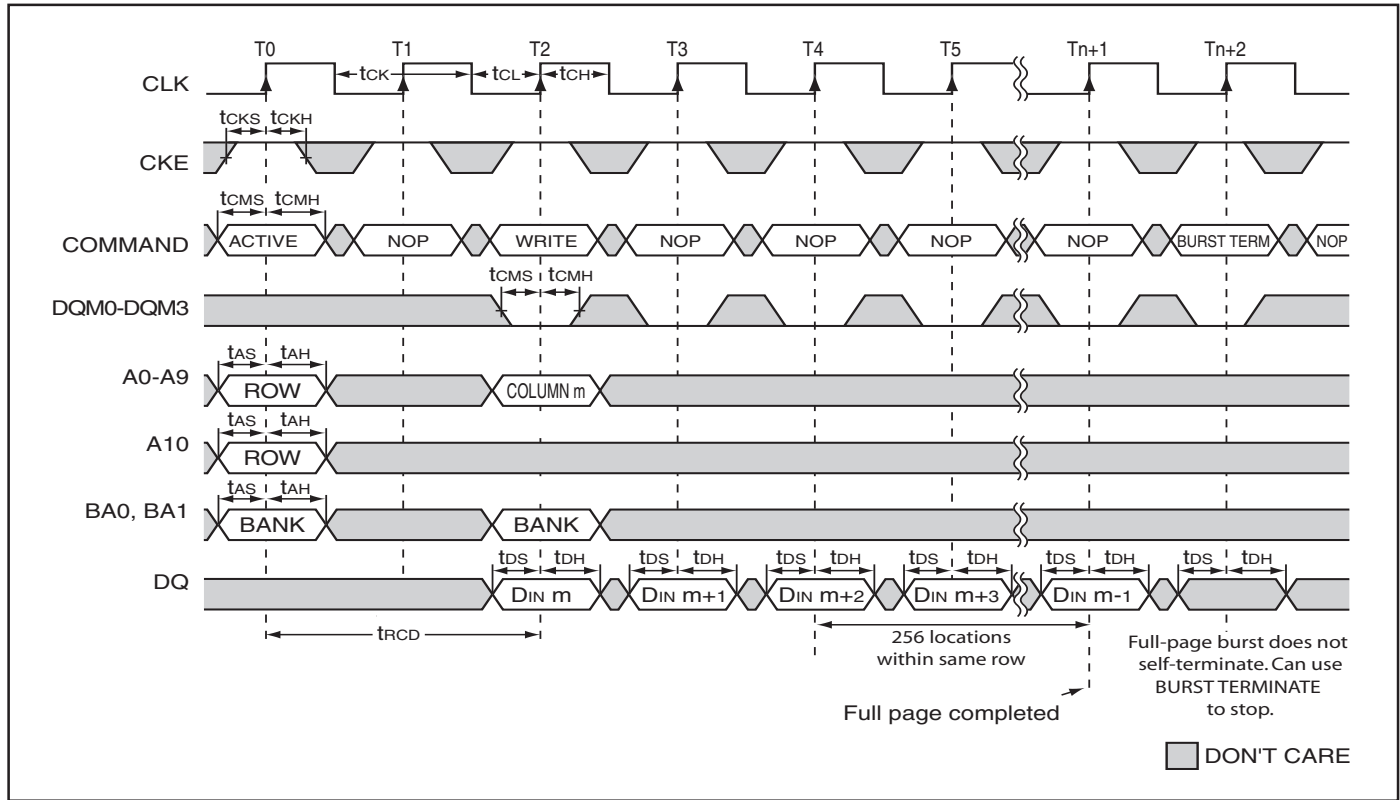 T0 T1 T2 T3 T4 T5 Tn+1 Tn+2
CLK tCK tCL tCH
tCKS tCKH
CKE
tCMS tCMH
COMMAND ACTIVE NOP WRITE NOP NOP NOP NOP BURST TERM NOP
tCMS tCMH
DQM0-DQM3
tAS tAH
A0-A9 ROW COLUMN m
tAS tAH
A10 ROW
tAS tAH
BA0, BA1 BANK BANK
tDS tDH tDS tDH tDS tDH tDS tDH tDS tDH tDS tDH
DQ DIN m DIN m+1 DIN m+2 DIN m+3 DIN m-1
tRCD
256 locations
within same row
Full page completed
Full-page burst does not
self-terminate. Can use
BURST TERMINATE
to stop.
DON'T CARE